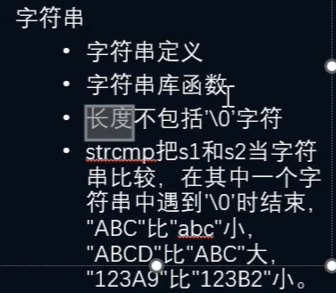 字符串
• 字符串定义
• 字符串库函数
• 长度不包括'\0'字符
• strcmp把s1和s2当字符
串比较，在其中一个字
符串中遇到'\0'时结束，
"ABC"比"abc"小，
"ABCD"比"ABC"大，
"123A9"比"123B2"小。